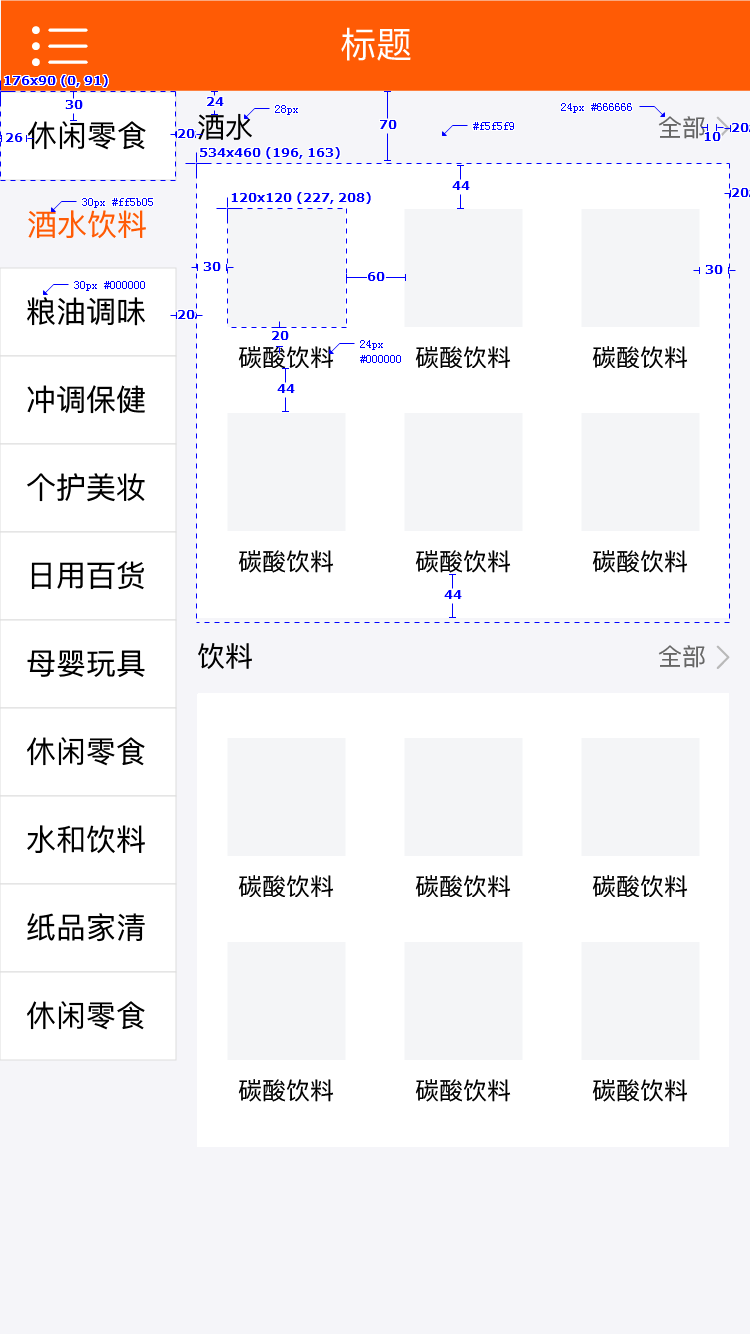 标题
176x90 (0, 91)
30
24
28px
24px #666666
70
#f5f5f9
酒水
全部
20
10
26
休闲零食
20
534x460 (196, 163)
44
20
120x120 (227, 208)
30px #ff5b05
酒水饮料
30
60
30
30px #000000
粮油调味
20
20
24px
#000000
碳酸饮料
碳酸饮料
碳酸饮料
44
冲调保健
个护美妆
碳酸饮料
碳酸饮料
碳酸饮料
日用百货
44
饮料
全部
母婴玩具
休闲零食
水和饮料
碳酸饮料
碳酸饮料
碳酸饮料
纸品家清
休闲零食
碳酸饮料
碳酸饮料
碳酸饮料